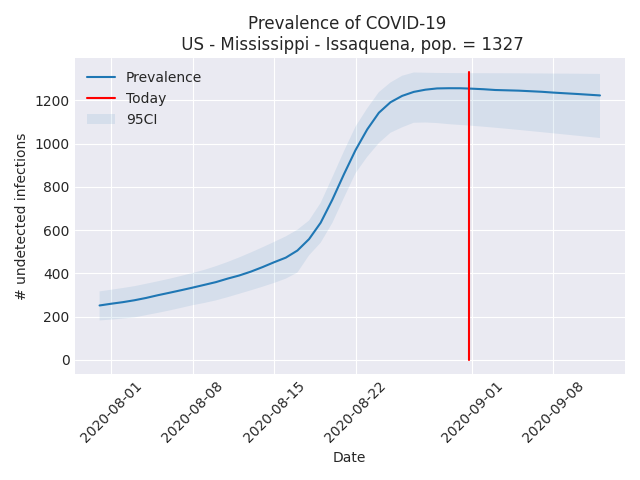 Prevalence of COVID-19
US - Mississippi - Issaquena, pop. = 1327
Prevalence
Today
95CI
# undetected infections
1200
1000
800
600
400
200
0
2020-08-01
2020-08-08
2020-08-15
2020-08-22
2020-09-01
2020-09-08
Date